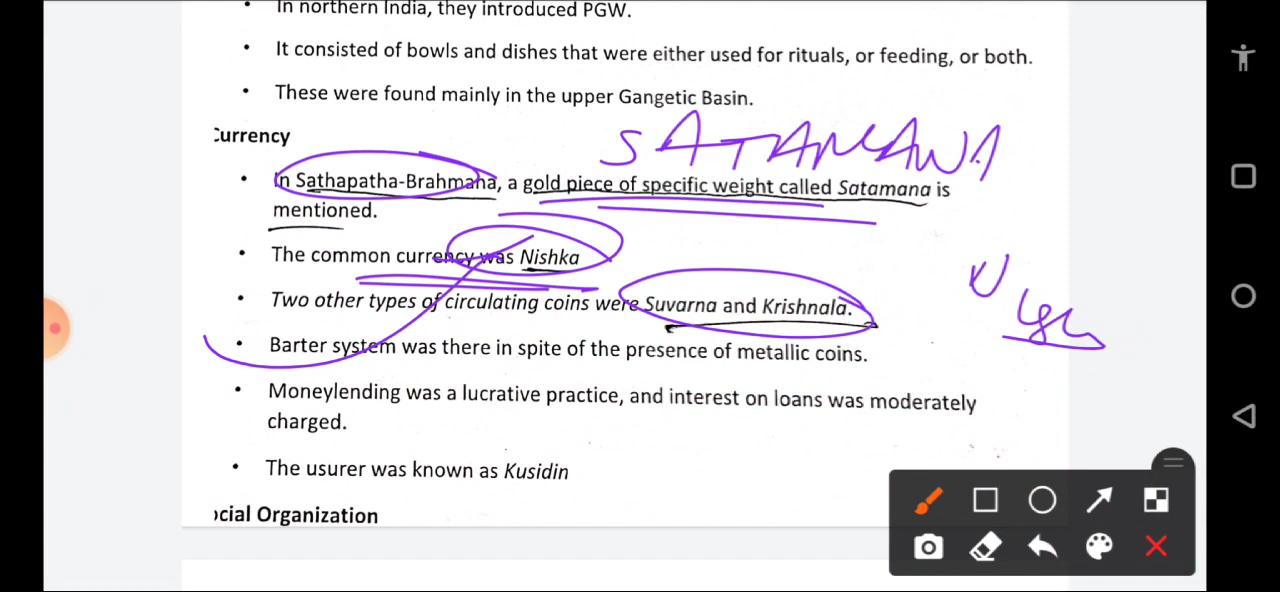 • In northern India, they introduced PGW.
• It consisted of bowls and dishes that were either used for rituals, or feeding, or both.
• These were found mainly in the upper Gangetic Basin.
Currency
SATAMANA
• In Sathapatha-Brahmana, a gold piece of specific weight called Satamana is
mentioned.
• The common currency was Nishka
• Two other types of circulating coins were Suvarna and Krishnala.
• Barter system was there in spite of the presence of metallic coins.
• Moneylending was a lucrative practice, and interest on loans was moderately
charged.
• The usurer was known as Kusidin
ocial Organization